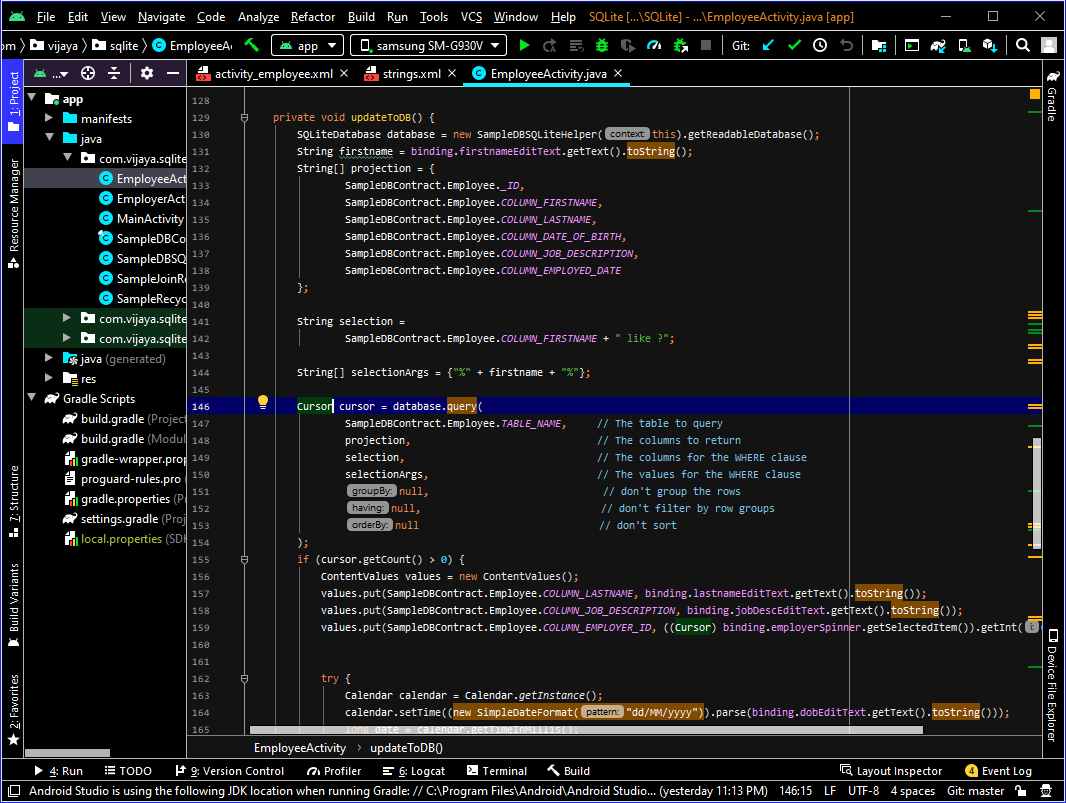 File Edit View Navigate Code Analyze Refactor Build Run Tools VCS Window Help SQLite [...\SQLite] - ...\EmployeeActivity.java [app]
om vijaya sqlite EmployeeA app samsung SM-G930V Git:
activity_employee.xml strings.xml EmployeeActivity.java
1: Project
Resource Manager
7: Structure
Build Variants
2: Favorites
app
manifests
java
com.vijaya.sqlite
EmployeeAct
EmployerAct
MainActivity
SampleDBCo
SampleDBSQ
SampleJoinRe
SampleRecyc
com.vijaya.sqlite
com.vijaya.sqlite
java (generated)
res
Gradle Scripts
build.gradle (Project
build.gradle (Modul
gradle-wrapper.prop
proguard-rules.pro
gradle.properties (P
settings.gradle (Proj
local.properties (SDK
128
129 private void updateToDB() {
130 SQLiteDatabase database = new SampleDBSQLiteHelper( context: this).getReadableDatabase();
131 String firstname = binding.firstnameEditText.getText().toString();
132 String[] projection = {
133 SampleDBContract.Employee._ID,
134 SampleDBContract.Employee.COLUMN_FIRSTNAME,
135 SampleDBContract.Employee.COLUMN_LASTNAME,
136 SampleDBContract.Employee.COLUMN_DATE_OF_BIRTH,
137 SampleDBContract.Employee.COLUMN_JOB_DESCRIPTION,
138 SampleDBContract.Employee.COLUMN_EMPLOYED_DATE
139 };
140
141 String selection =
142 SampleDBContract.Employee.COLUMN_FIRSTNAME + " like ?";
143
144 String[] selectionArgs = {"%" + firstname + "%"};
145
146 Cursor cursor = database.query(
147 SampleDBContract.Employee.TABLE_NAME, // The table to query
148 projection, // The columns to return
149 selection, // The columns for the WHERE clause
150 selectionArgs, // The values for the WHERE clause
151 groupBy: null, // don't group the rows
152 having: null, // don't filter by row groups
153 orderBy: null // don't sort
154 );
155 if (cursor.getCount() > 0) {
156 ContentValues values = new ContentValues();
157 values.put(SampleDBContract.Employee.COLUMN_LASTNAME, binding.lastnameEditText.getText().toString());
158 values.put(SampleDBContract.Employee.COLUMN_JOB_DESCRIPTION, binding.jobDescEditText.getText().toString());
159 values.put(SampleDBContract.Employee.COLUMN_EMPLOYER_ID, ((Cursor) binding.employerSpinner.getSelectedItem()).getInt(
160
161
162 try {
163 Calendar calendar = Calendar.getInstance();
164 calendar.setTime((new SimpleDateFormat( pattern: "dd/MM/yyyy")).parse(binding.dobEditText.getText().toString()));
165 long date = calendar.getTimeInMillis();
EmployeeActivity › updateToDB()
Gradle
Device File Explorer
4: Run TODO 9: Version Control Profiler 6: Logcat Terminal Build Layout Inspector 4 Event Log
Android Studio is using the following JDK location when running Gradle: // C:\Program Files\Android\Android Studio... (yesterday 11:13 PM) 146:15 LF UTF-8 4 spaces Git: master